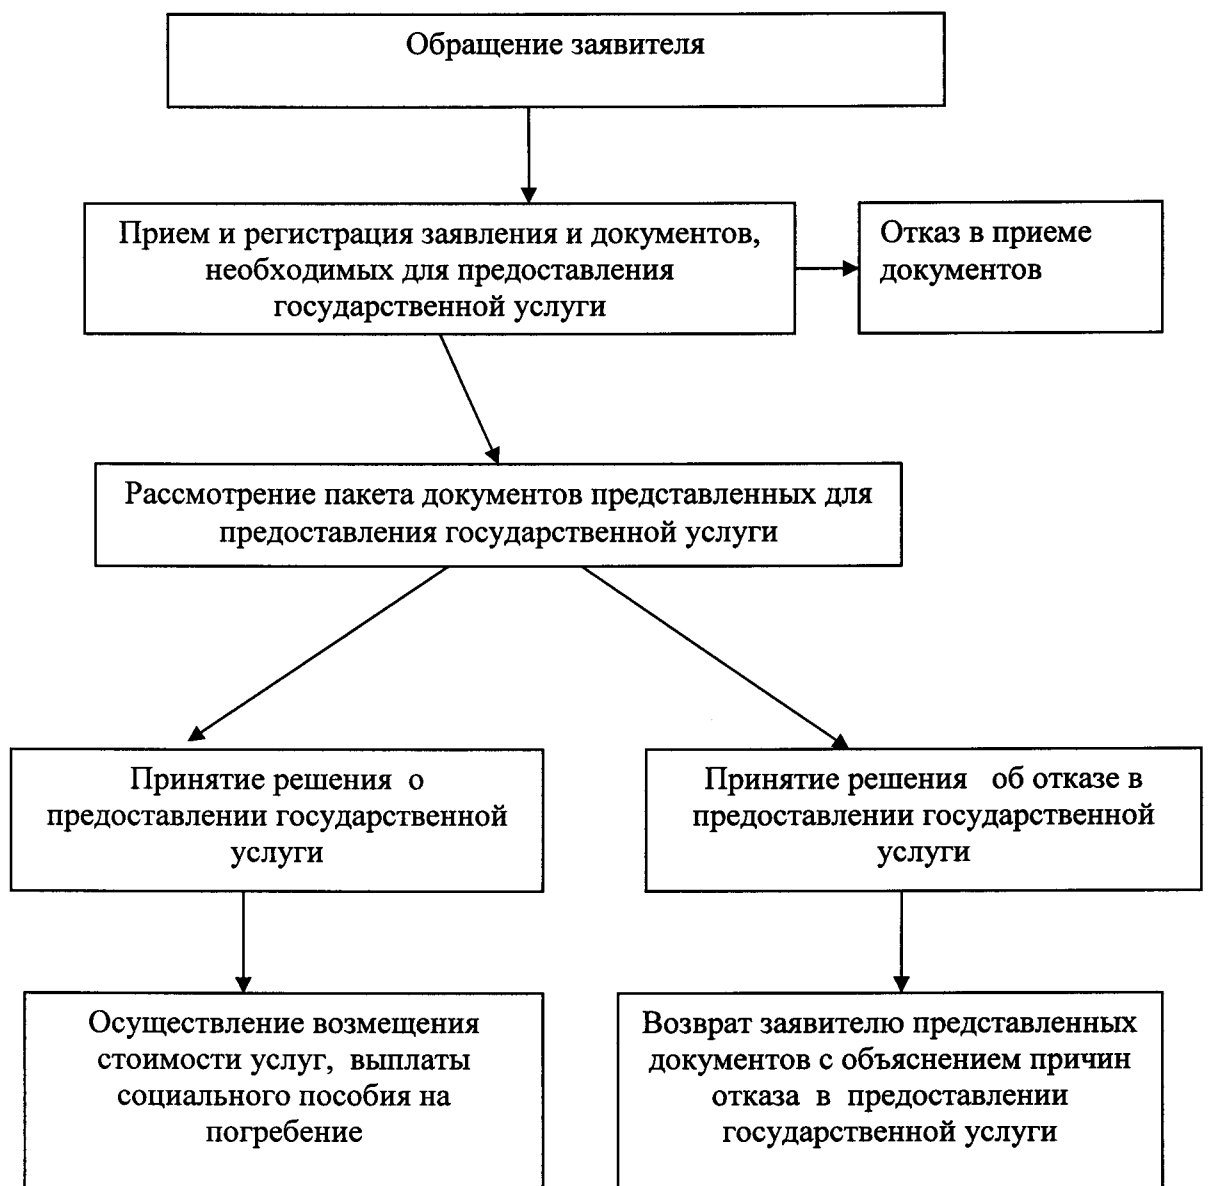 Обращение заявителя
Прием и регистрация заявления и документов,
необходимых для предоставления
государственной услуги
Отказ в приеме
документов
Рассмотрение пакета документов представленных для
предоставления государственной услуги
Принятие решения о
предоставлении государственной
услуги
Принятие решения об отказе в
предоставлении государственной
услуги
Осуществление возмещения
стоимости услуг, выплаты
социального пособия на
погребение
Возврат заявителю представленных
документов с объяснением причин
отказа в предоставлении
государственной услуги